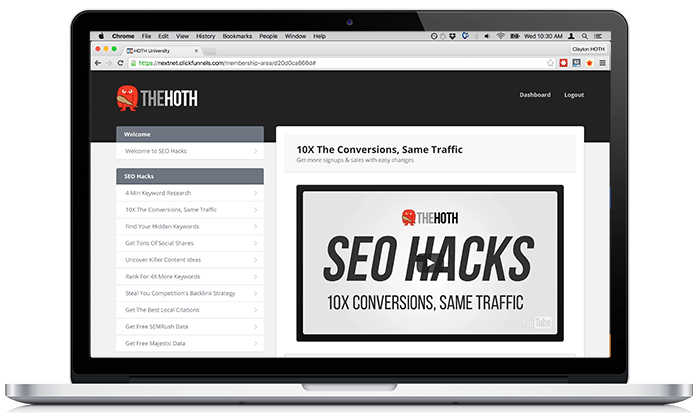 Chrome File Edit View History Bookmarks People Window Help Wed 10:30 AM
HOTH University Clayton HOTH
https://nextnet.clickfunnels.com/membership-area/d20d0ca666d#
THEHOTH Dashboard Logout
Welcome
Welcome to SEO Hacks
SEO Hacks
4 Min Keyword Research
10X The Conversions, Same Traffic
Find Your Hidden Keywords
Get Tons Of Social Shares
Uncover Killer Content Ideas
Rank For 4X More Keywords
Steal You Competition's Backlink Strategy
Get The Best Local Citations
Get Free SEMRush Data
Get Free Majestic Data
10X The Conversions, Same Traffic
Get more signups & sales with easy changes
THEHOTH
SEO HACKS
10X CONVERSIONS, SAME TRAFFIC
YouTube